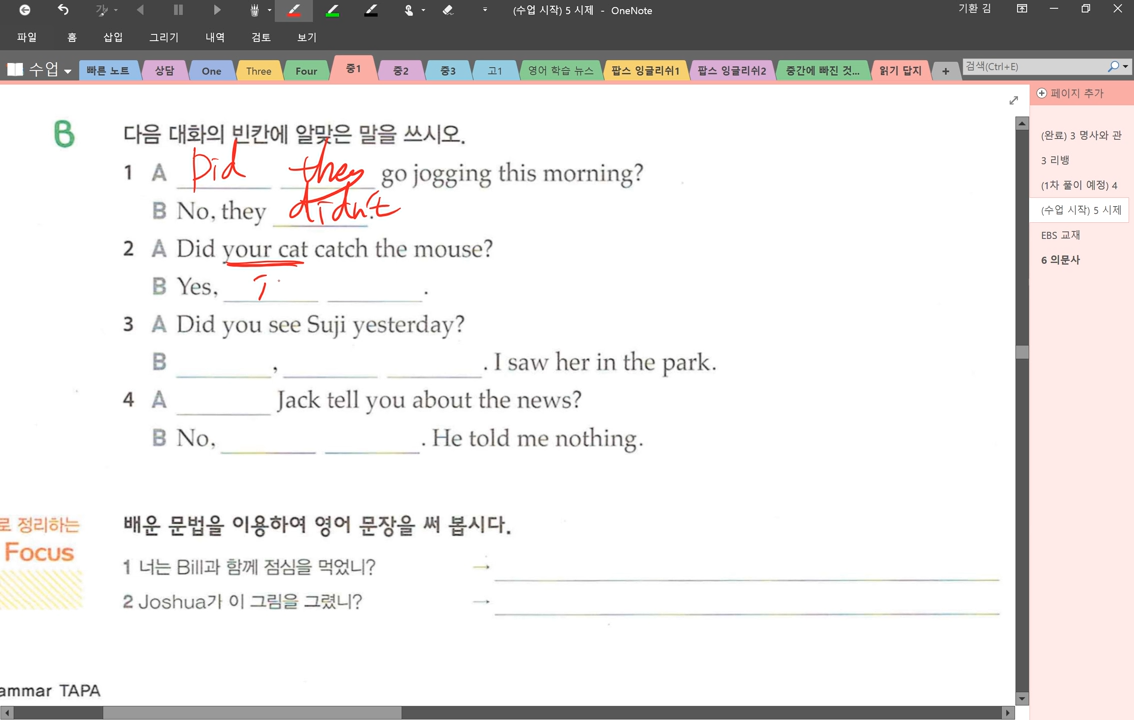 (수업 시작) 5 시제 - OneNote
기환 김
파일 홈 삽입 그리기 내역 검토 보기
수업 빠른 노트 상담 One Three Four 중1 중2 중3 고1 영어 학습 뉴스 팝스 잉글리쉬1 팝스 잉글리쉬2 중간에 빠진 것... 읽기 답지 + 검색(Ctrl+E)
페이지 추가
(완료) 3 명사와 관
3 리뱅
(1차 풀이 예정) 4
(수업 시작) 5 시제
EBS 교재
6 의문사
B 다음 대화의 빈칸에 알맞은 말을 쓰시오.
1 A Did they go jogging this morning?
B No, they didn't.
2 A Did your cat catch the mouse?
B Yes, .
3 A Did you see Suji yesterday?
B , . I saw her in the park.
4 A Jack tell you about the news?
B No, . He told me nothing.
로 정리하는
Focus
배운 문법을 이용하여 영어 문장을 써 봅시다.
1 너는 Bill과 함께 점심을 먹었니? →
2 Joshua가 이 그림을 그렸니? →
ammar TAPA